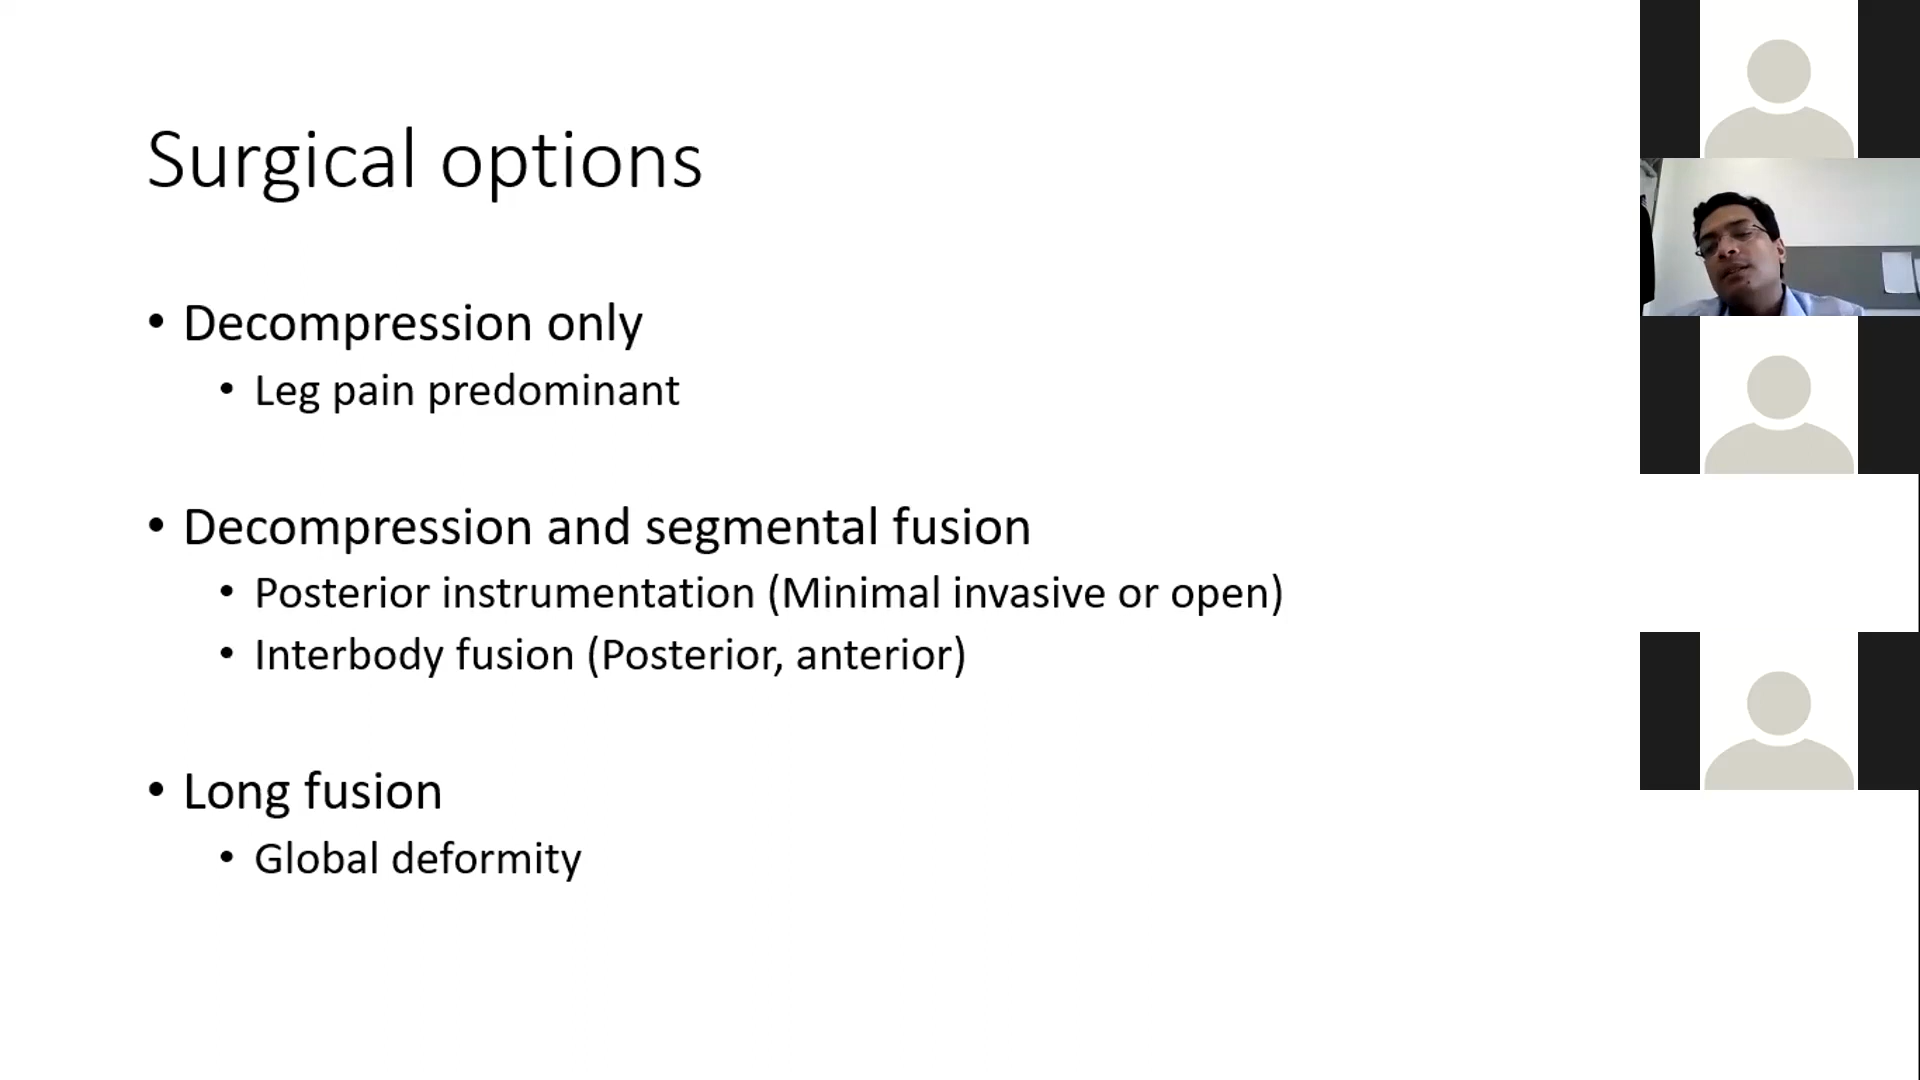 Surgical options
• Decompression only
• Leg pain predominant
• Decompression and segmental fusion
• Posterior instrumentation (Minimal invasive or open)
• Interbody fusion (Posterior, anterior)
• Long fusion
• Global deformity